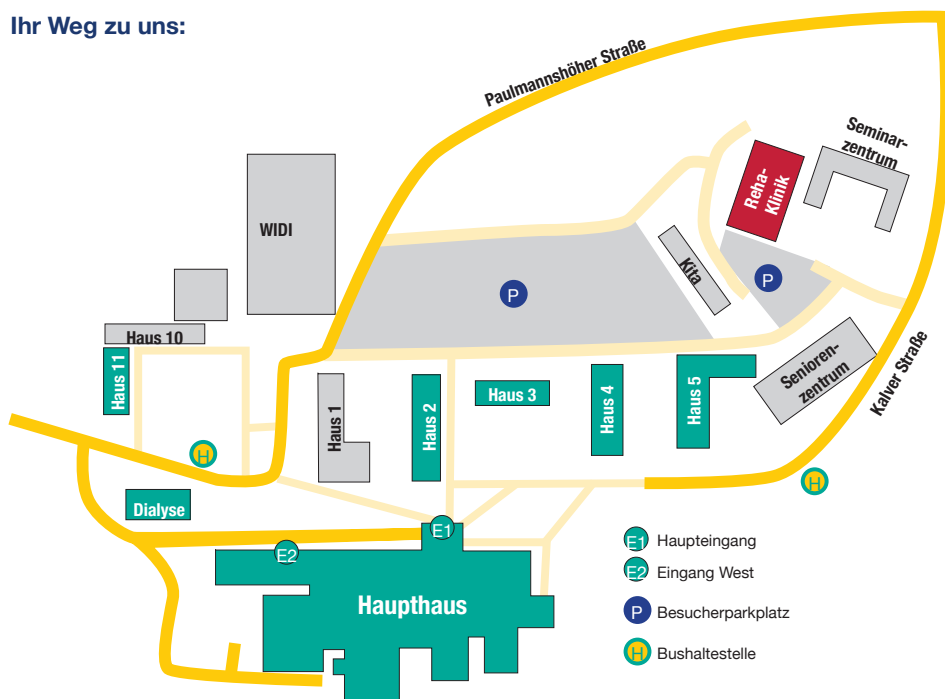 Ihr Weg zu uns:
Paulmannshöher Straße
Seminar-
zentrum
Reha-
Klinik
WIDI
Kita
P
P
Haus 10
Haus 11
Haus 1
Haus 2
Haus 3
Haus 4
Haus 5
Senioren-
zentrum
Kalver Straße
H
H
Dialyse
E1
E2
Haupthaus
E1 Haupteingang
E2 Eingang West
P Besucherparkplatz
H Bushaltestelle